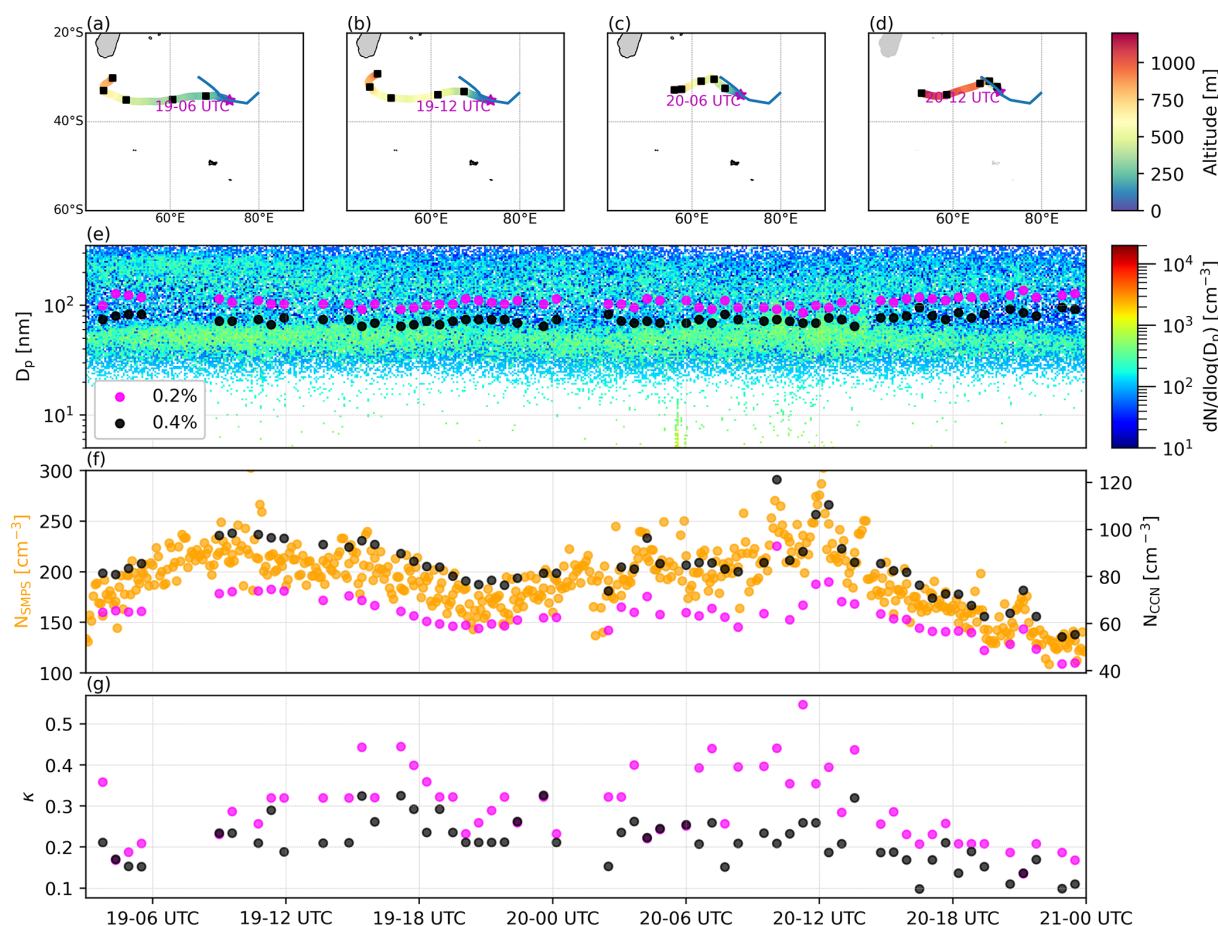 (a) (b) (c) (d)
20°S
40°S
60°S
19-06 UTC
19-12 UTC
20-06 UTC
20-12 UTC
60°E 80°E 60°E 80°E 60°E 80°E 60°E 80°E
1000
750
500
250
0
Altitude [m]
(e)
10²
10¹
Dₚ [nm]
0.2%
0.4%
10⁴
10³
10²
10¹
dN/dlog(Dₚ) [cm⁻³]
(f)
300
250
200
150
100
N_SMPS [cm⁻³]
120
100
80
60
40
N_CCN [cm⁻³]
(g)
0.5
0.4
0.3
0.2
0.1
κ
19-06 UTC 19-12 UTC 19-18 UTC 20-00 UTC 20-06 UTC 20-12 UTC 20-18 UTC 21-00 UTC